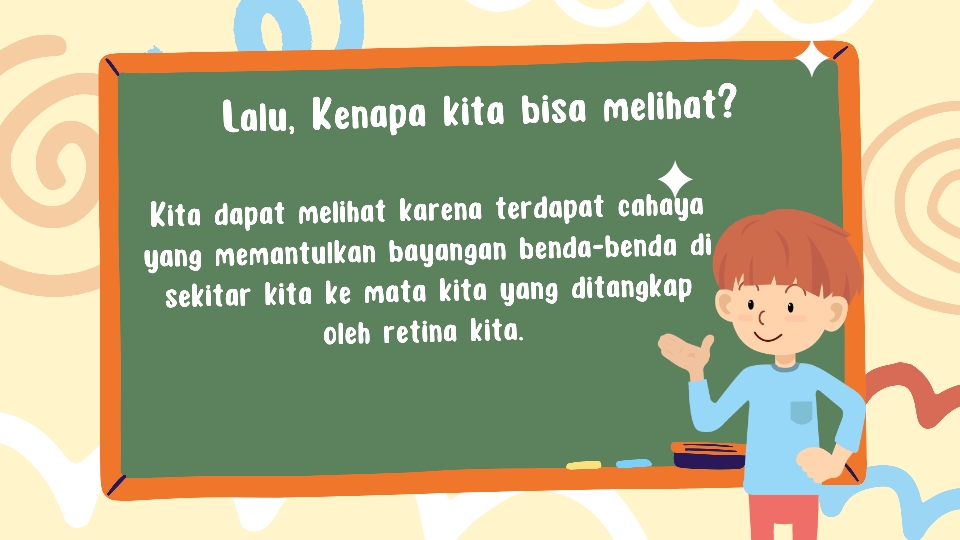 Lalu, Kenapa kita bisa melihat?
Kita dapat melihat karena terdapat cahaya
yang memantulkan bayangan benda-benda di
sekitar kita ke mata kita yang ditangkap
oleh retina kita.